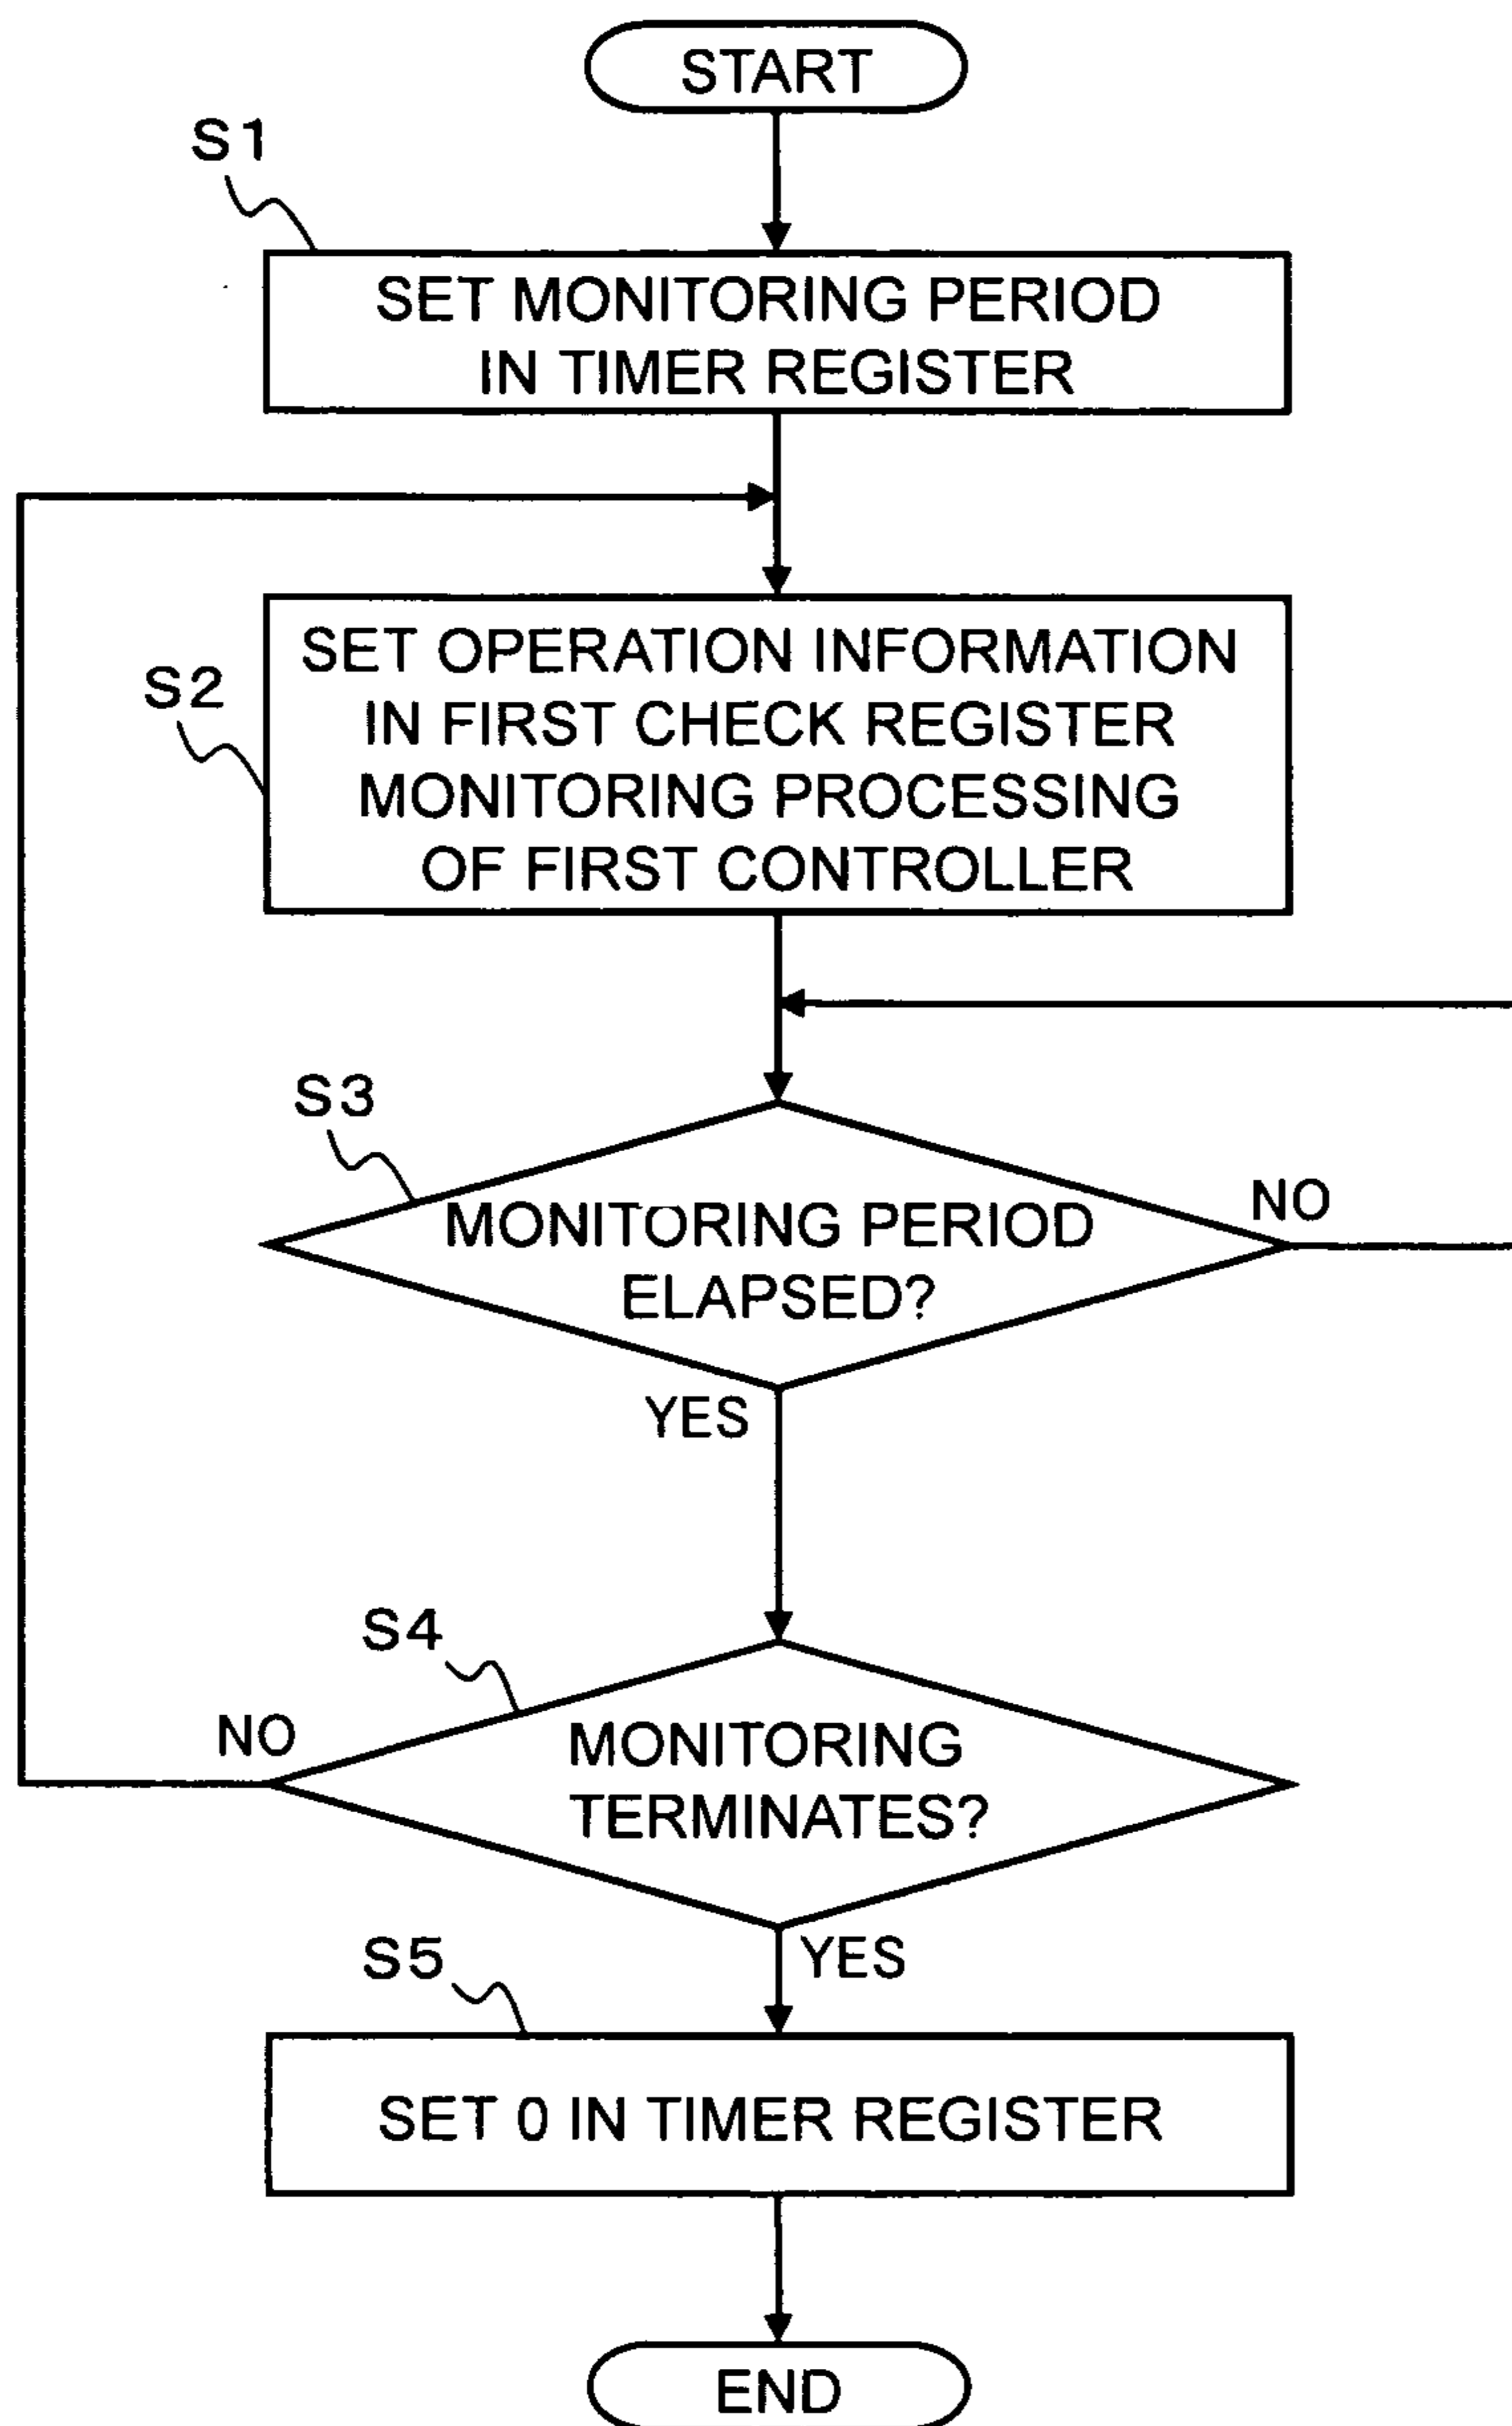 START
S1
SET MONITORING PERIOD
IN TIMER REGISTER
S2
SET OPERATION INFORMATION
IN FIRST CHECK REGISTER
MONITORING PROCESSING
OF FIRST CONTROLLER
S3
MONITORING PERIOD
ELAPSED?
NO
YES
S4
NO
MONITORING
TERMINATES?
YES
S5
SET 0 IN TIMER REGISTER
END